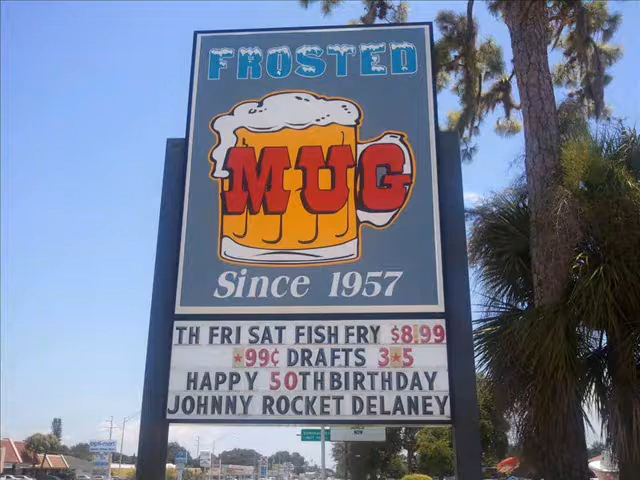 FROSTED
MUG
Since 1957
TH FRI SAT FISH FRY $8.99
*99¢ DRAFTS 3*5
HAPPY 50TH BIRTHDAY
JOHNNY ROCKET DELANEY